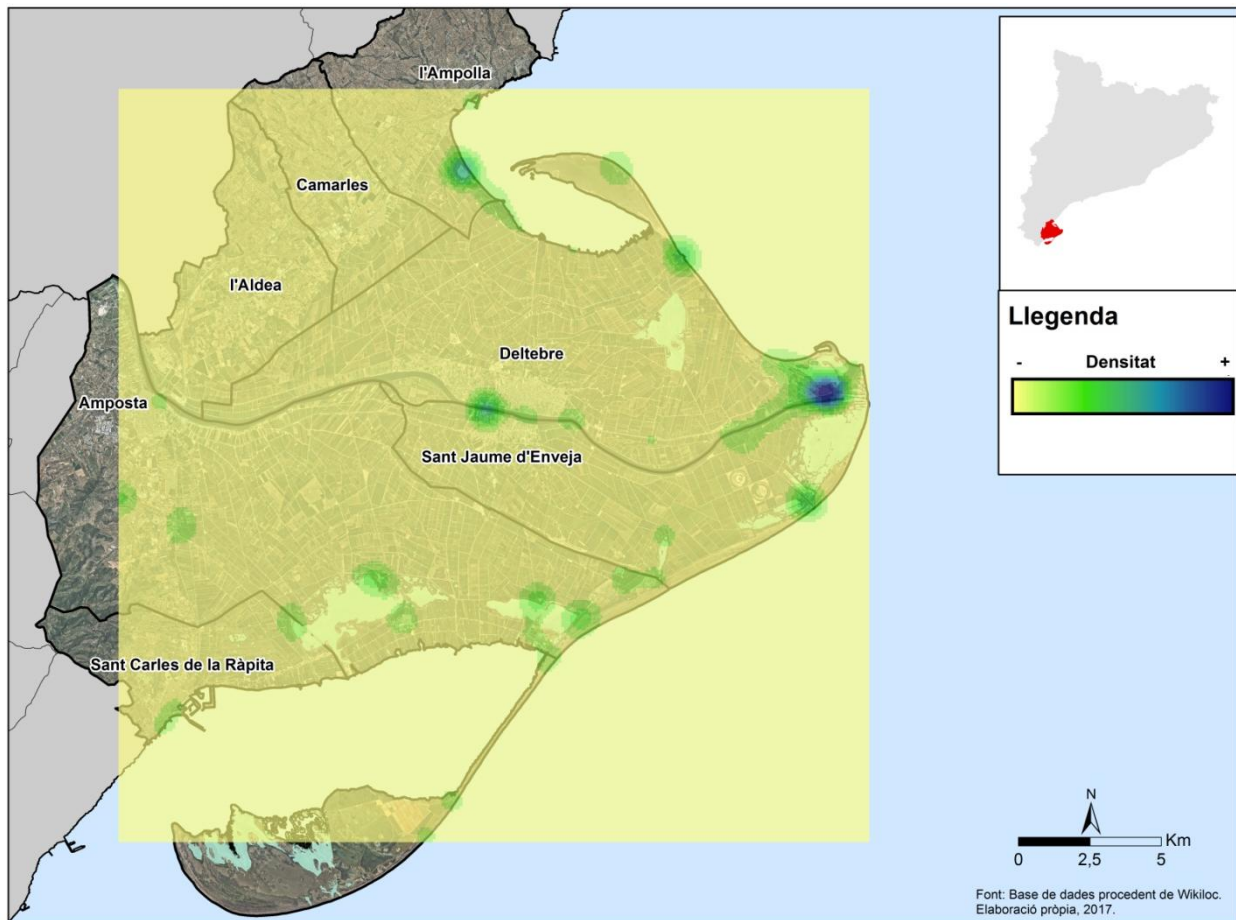 l'Ampolla
Camarles
l'Aldea
Deltebre
Amposta
Sant Jaume d'Enveja
Sant Carles de la Ràpita
Llegenda
- Densitat +
N
Km
0 2,5 5
Font: Base de dades procedent de Wikiloc.
Elaboració pròpia, 2017.